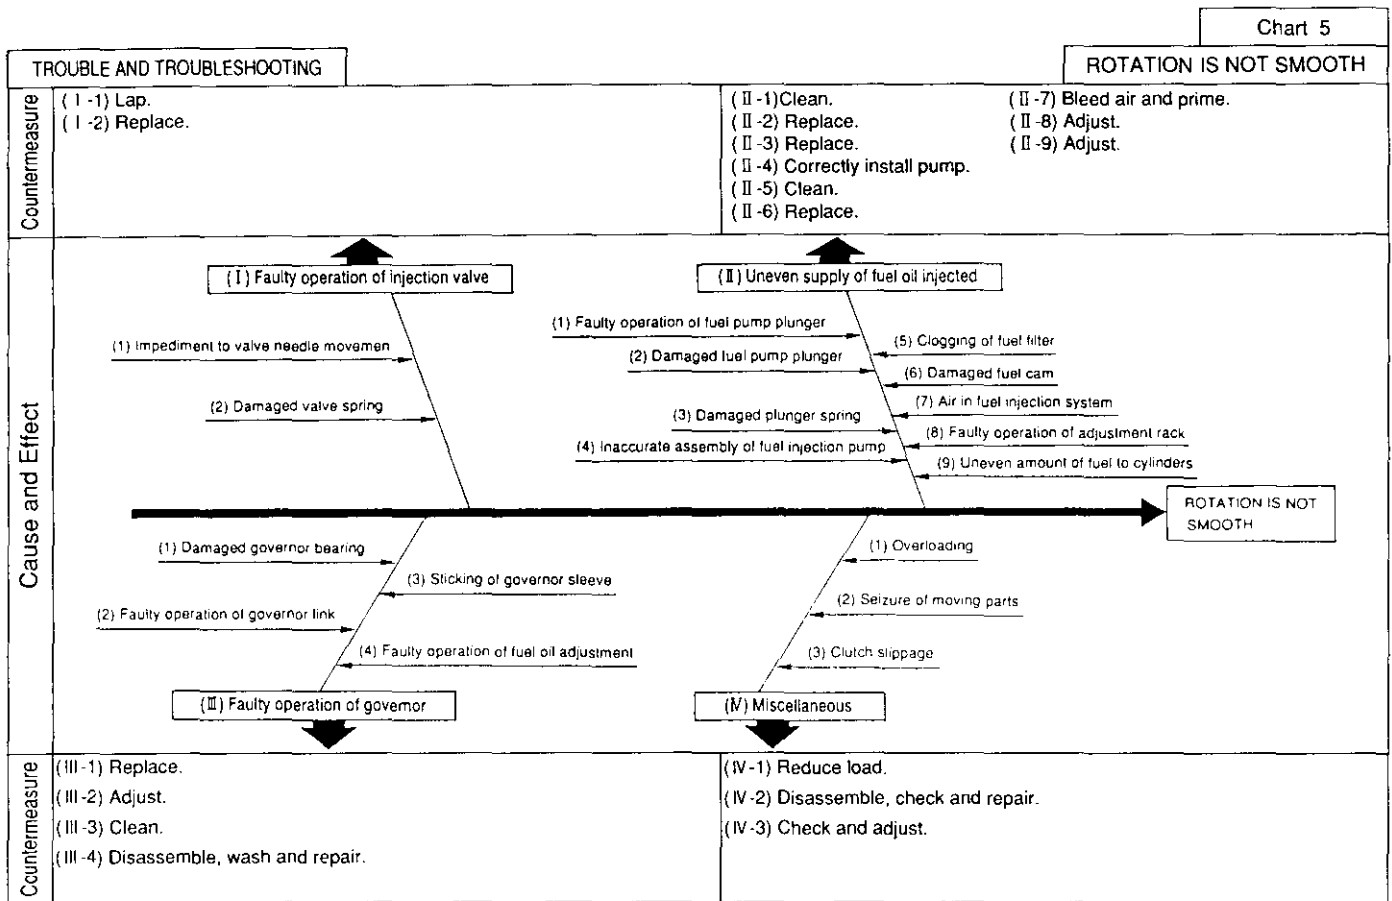 Chart 5
TROUBLE AND TROUBLESHOOTING
ROTATION IS NOT SMOOTH
Countermeasure
(Ⅰ-1) Lap.
(Ⅰ-2) Replace.
(Ⅱ-1)Clean.
(Ⅱ-2) Replace.
(Ⅱ-3) Replace.
(Ⅱ-4) Correctly install pump.
(Ⅱ-5) Clean.
(Ⅱ-6) Replace.
(Ⅱ-7) Bleed air and prime.
(Ⅱ-8) Adjust.
(Ⅱ-9) Adjust.
Cause and Effect
(Ⅰ) Faulty operation of injection valve
(1) Impediment to valve needle movemen
(2) Damaged valve spring
(Ⅱ) Uneven supply of fuel oil injected
(1) Faulty operation of fuel pump plunger
(2) Damaged fuel pump plunger
(3) Damaged plunger spring
(4) Inaccurate assembly of fuel injection pump
(5) Clogging of fuel filter
(6) Damaged fuel cam
(7) Air in fuel injection system
(8) Faulty operation of adjustment rack
(9) Uneven amount of fuel to cylinders
ROTATION IS NOT
SMOOTH
(1) Damaged governor bearing
(2) Faulty operation of governor link
(3) Sticking of governor sleeve
(4) Faulty operation of fuel oil adjustment
(Ⅲ) Faulty operation of governor
(1) Overloading
(2) Seizure of moving parts
(3) Clutch slippage
(Ⅳ) Miscellaneous
Countermeasure
(Ⅲ-1) Replace.
(Ⅲ-2) Adjust.
(Ⅲ-3) Clean.
(Ⅲ-4) Disassemble, wash and repair.
(Ⅳ-1) Reduce load.
(Ⅳ-2) Disassemble, check and repair.
(Ⅳ-3) Check and adjust.